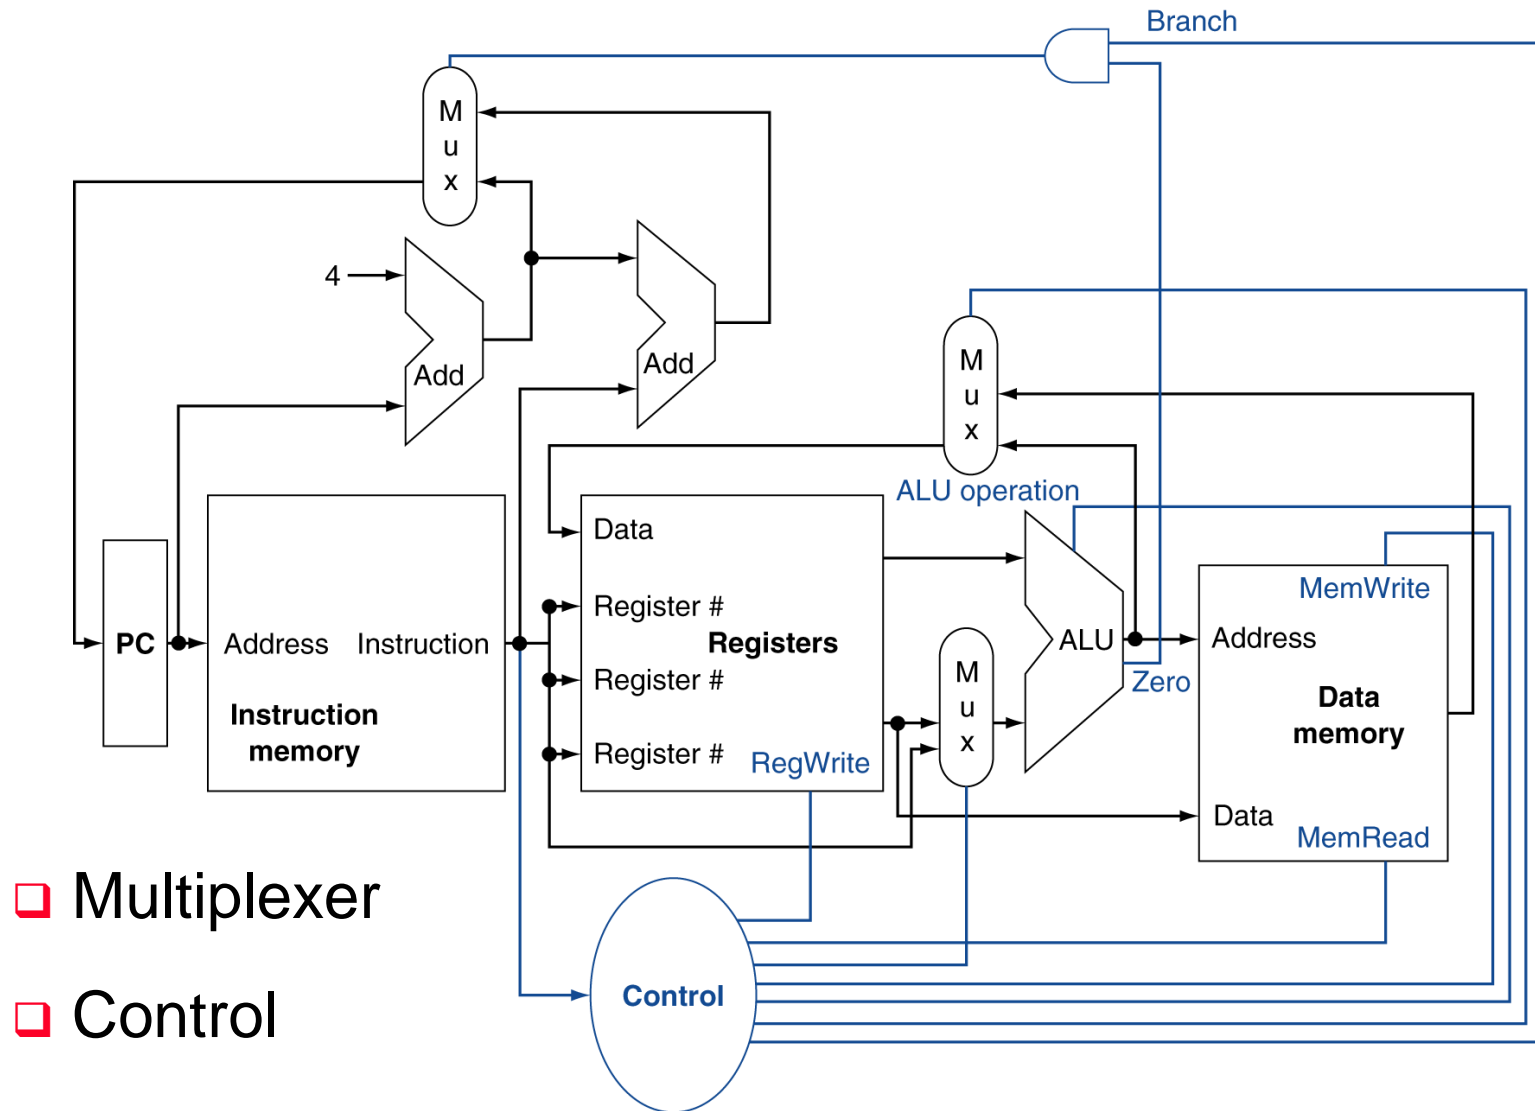 Branch
M
u
x
4
Add
Add
M
u
x
ALU operation
Data
Register #
Registers
Register #
Register #
RegWrite
PC
Address
Instruction
Instruction
memory
M
u
x
ALU
Zero
MemWrite
Address
Data
memory
Data
MemRead
Control
❑ Multiplexer
❑ Control